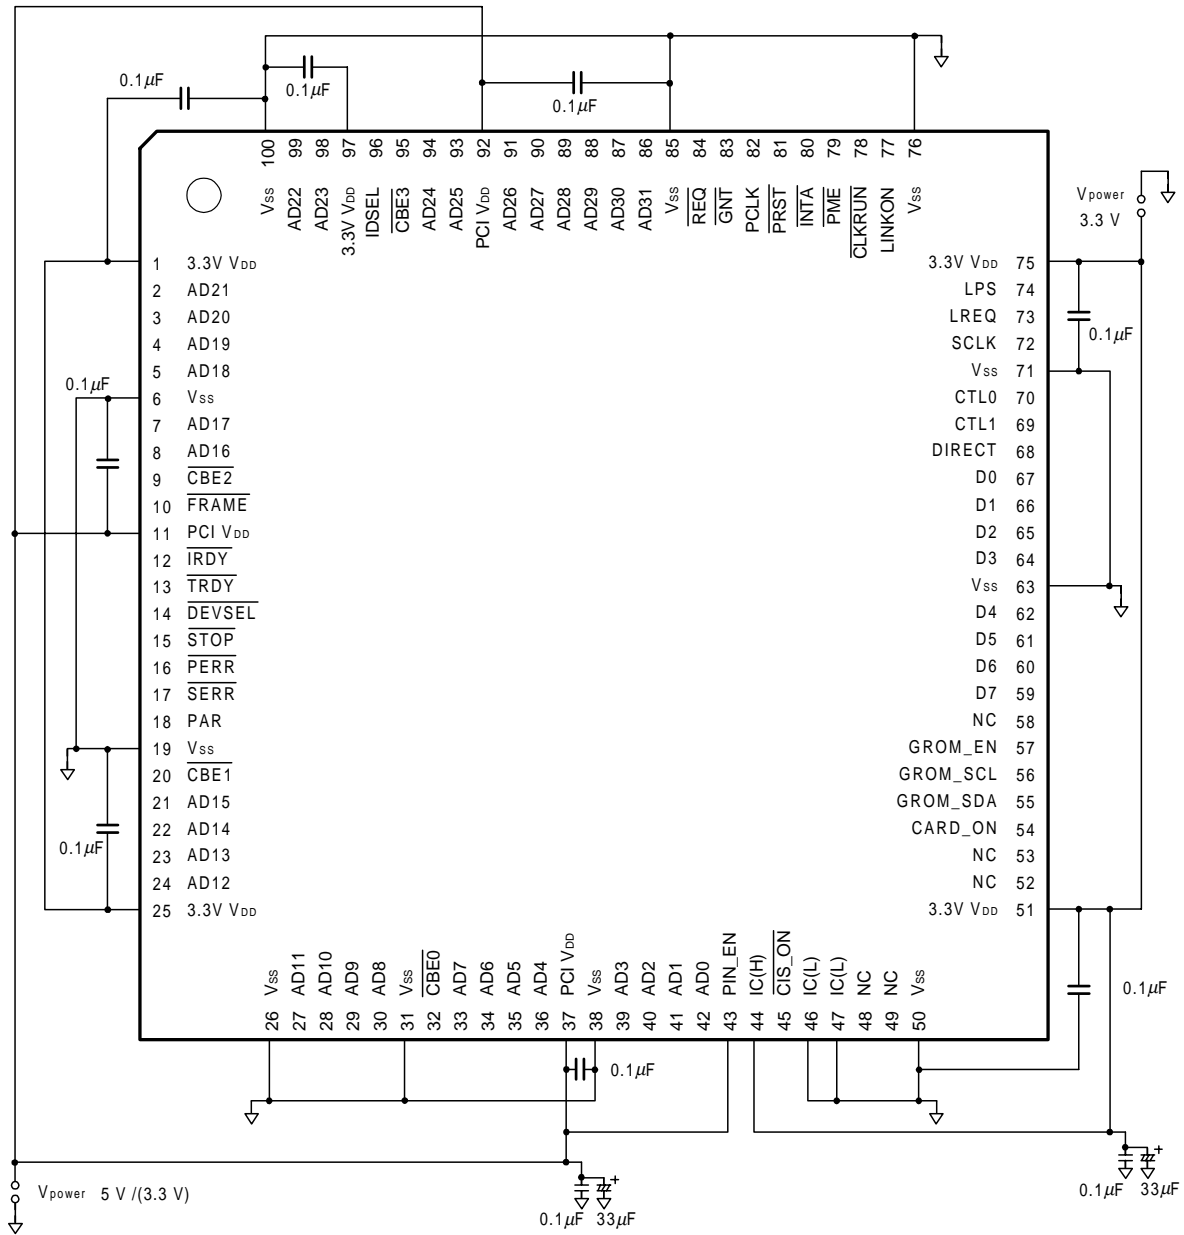 0.1µF
0.1µF
0.1µF
100 99 98 97 96 95 94 93 92 91 90 89 88 87 86 85 84 83 82 81 80 79 78 77 76
Vss AD22 AD23 3.3V VDD IDSEL CBE3 AD24 AD25 PCI VDD AD26 AD27 AD28 AD29 AD30 AD31 Vss REQ GNT PCLK PRST INTA PME CLKRUN LINKON Vss
Vpower
3.3 V
1 3.3V VDD
2 AD21
3 AD20
4 AD19
5 AD18
6 Vss
7 AD17
8 AD16
9 CBE2
10 FRAME
11 PCI VDD
12 IRDY
13 TRDY
14 DEVSEL
15 STOP
16 PERR
17 SERR
18 PAR
19 Vss
20 CBE1
21 AD15
22 AD14
23 AD13
24 AD12
25 3.3V VDD
0.1µF
0.1µF
3.3V VDD 75
LPS 74
LREQ 73
SCLK 72
Vss 71
CTL0 70
CTL1 69
DIRECT 68
D0 67
D1 66
D2 65
D3 64
Vss 63
D4 62
D5 61
D6 60
D7 59
NC 58
GROM_EN 57
GROM_SCL 56
GROM_SDA 55
CARD_ON 54
NC 53
NC 52
3.3V VDD 51
0.1µF
0.1µF
Vss AD11 AD10 AD9 AD8 Vss CBE0 AD7 AD6 AD5 AD4 PCI VDD Vss AD3 AD2 AD1 AD0 PIN_EN IC(H) CIS_ON IC(L) IC(L) NC NC Vss
26 27 28 29 30 31 32 33 34 35 36 37 38 39 40 41 42 43 44 45 46 47 48 49 50
0.1µF
+
0.1µF 33µF
Vpower 5 V /(3.3 V)
+
0.1µF 33µF